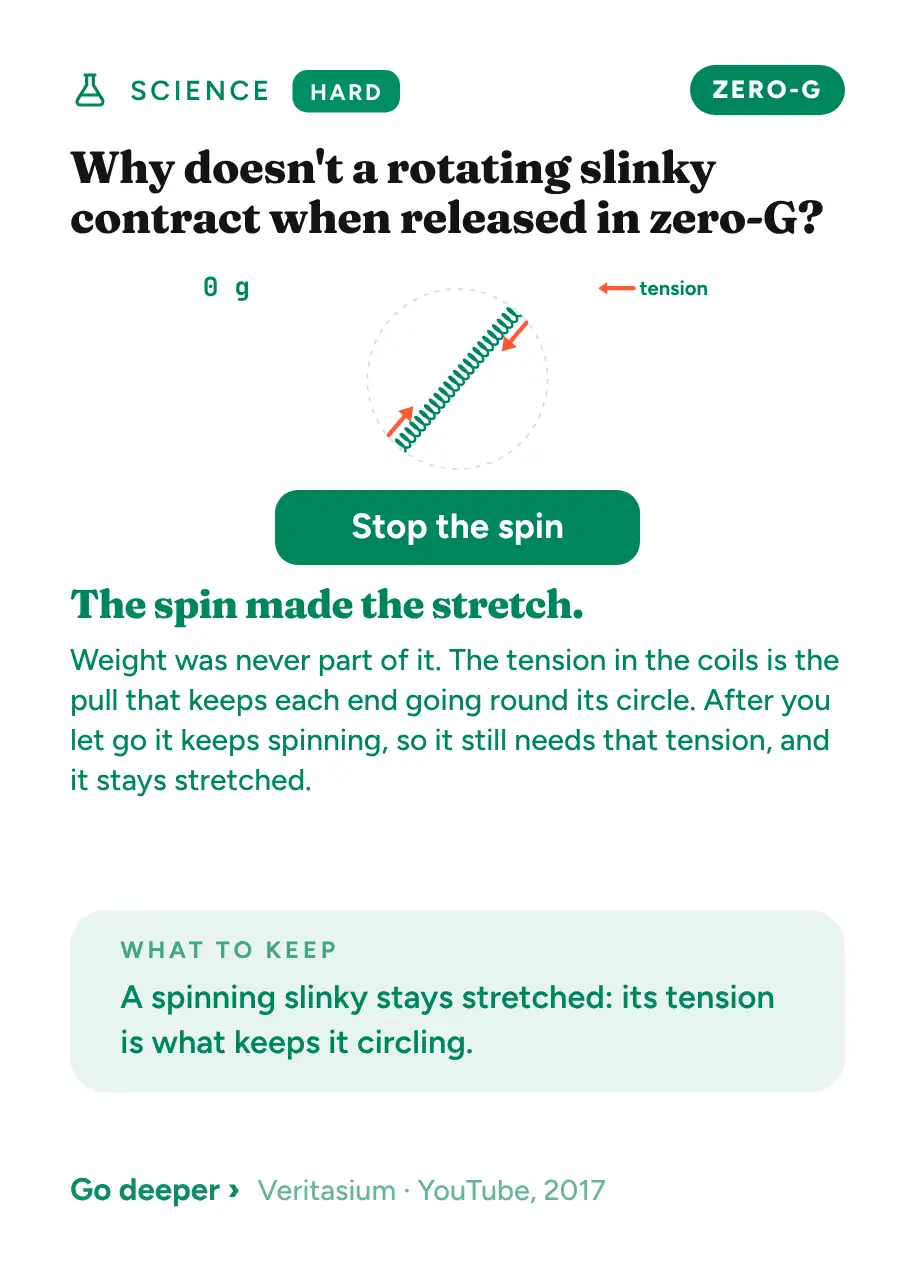 SCIENCE HARD ZERO-G
Why doesn't a rotating slinky
contract when released in zero-G?
0 g
tension
Stop the spin
The spin made the stretch.
Weight was never part of it. The tension in the coils is the
pull that keeps each end going round its circle. After you
let go it keeps spinning, so it still needs that tension, and
it stays stretched.
WHAT TO KEEP
A spinning slinky stays stretched: its tension
is what keeps it circling.
Go deeper › Veritasium · YouTube, 2017